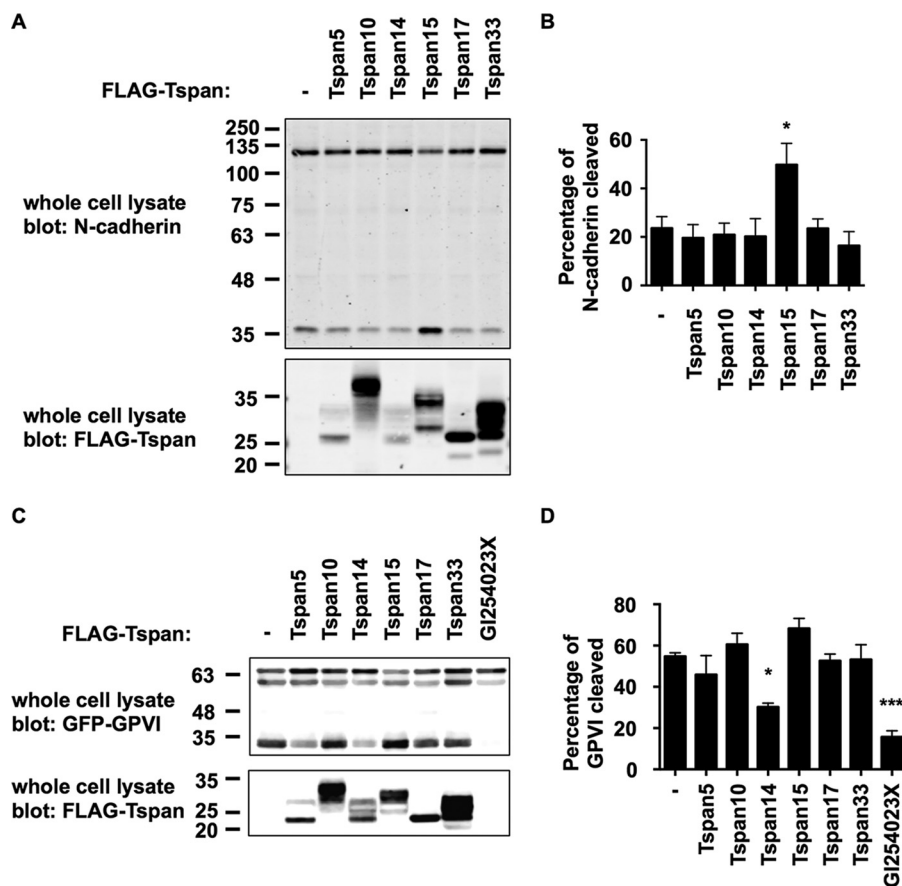 A
FLAG-Tspan:
-
Tspan5
Tspan10
Tspan14
Tspan15
Tspan17
Tspan33
250
135
100
75
63
48
35
whole cell lysate
blot: N-cadherin
35
25
20
whole cell lysate
blot: FLAG-Tspan
B
Percentage of
N-cadherin cleaved
60
40
20
0
*
-
Tspan5
Tspan10
Tspan14
Tspan15
Tspan17
Tspan33
C
FLAG-Tspan:
-
Tspan5
Tspan10
Tspan14
Tspan15
Tspan17
Tspan33
GI254023X
63
48
35
whole cell lysate
blot: GFP-GPVI
35
25
20
whole cell lysate
blot: FLAG-Tspan
D
Percentage of
GPVI cleaved
80
60
40
20
0
*
***
-
Tspan5
Tspan10
Tspan14
Tspan15
Tspan17
Tspan33
GI254023X